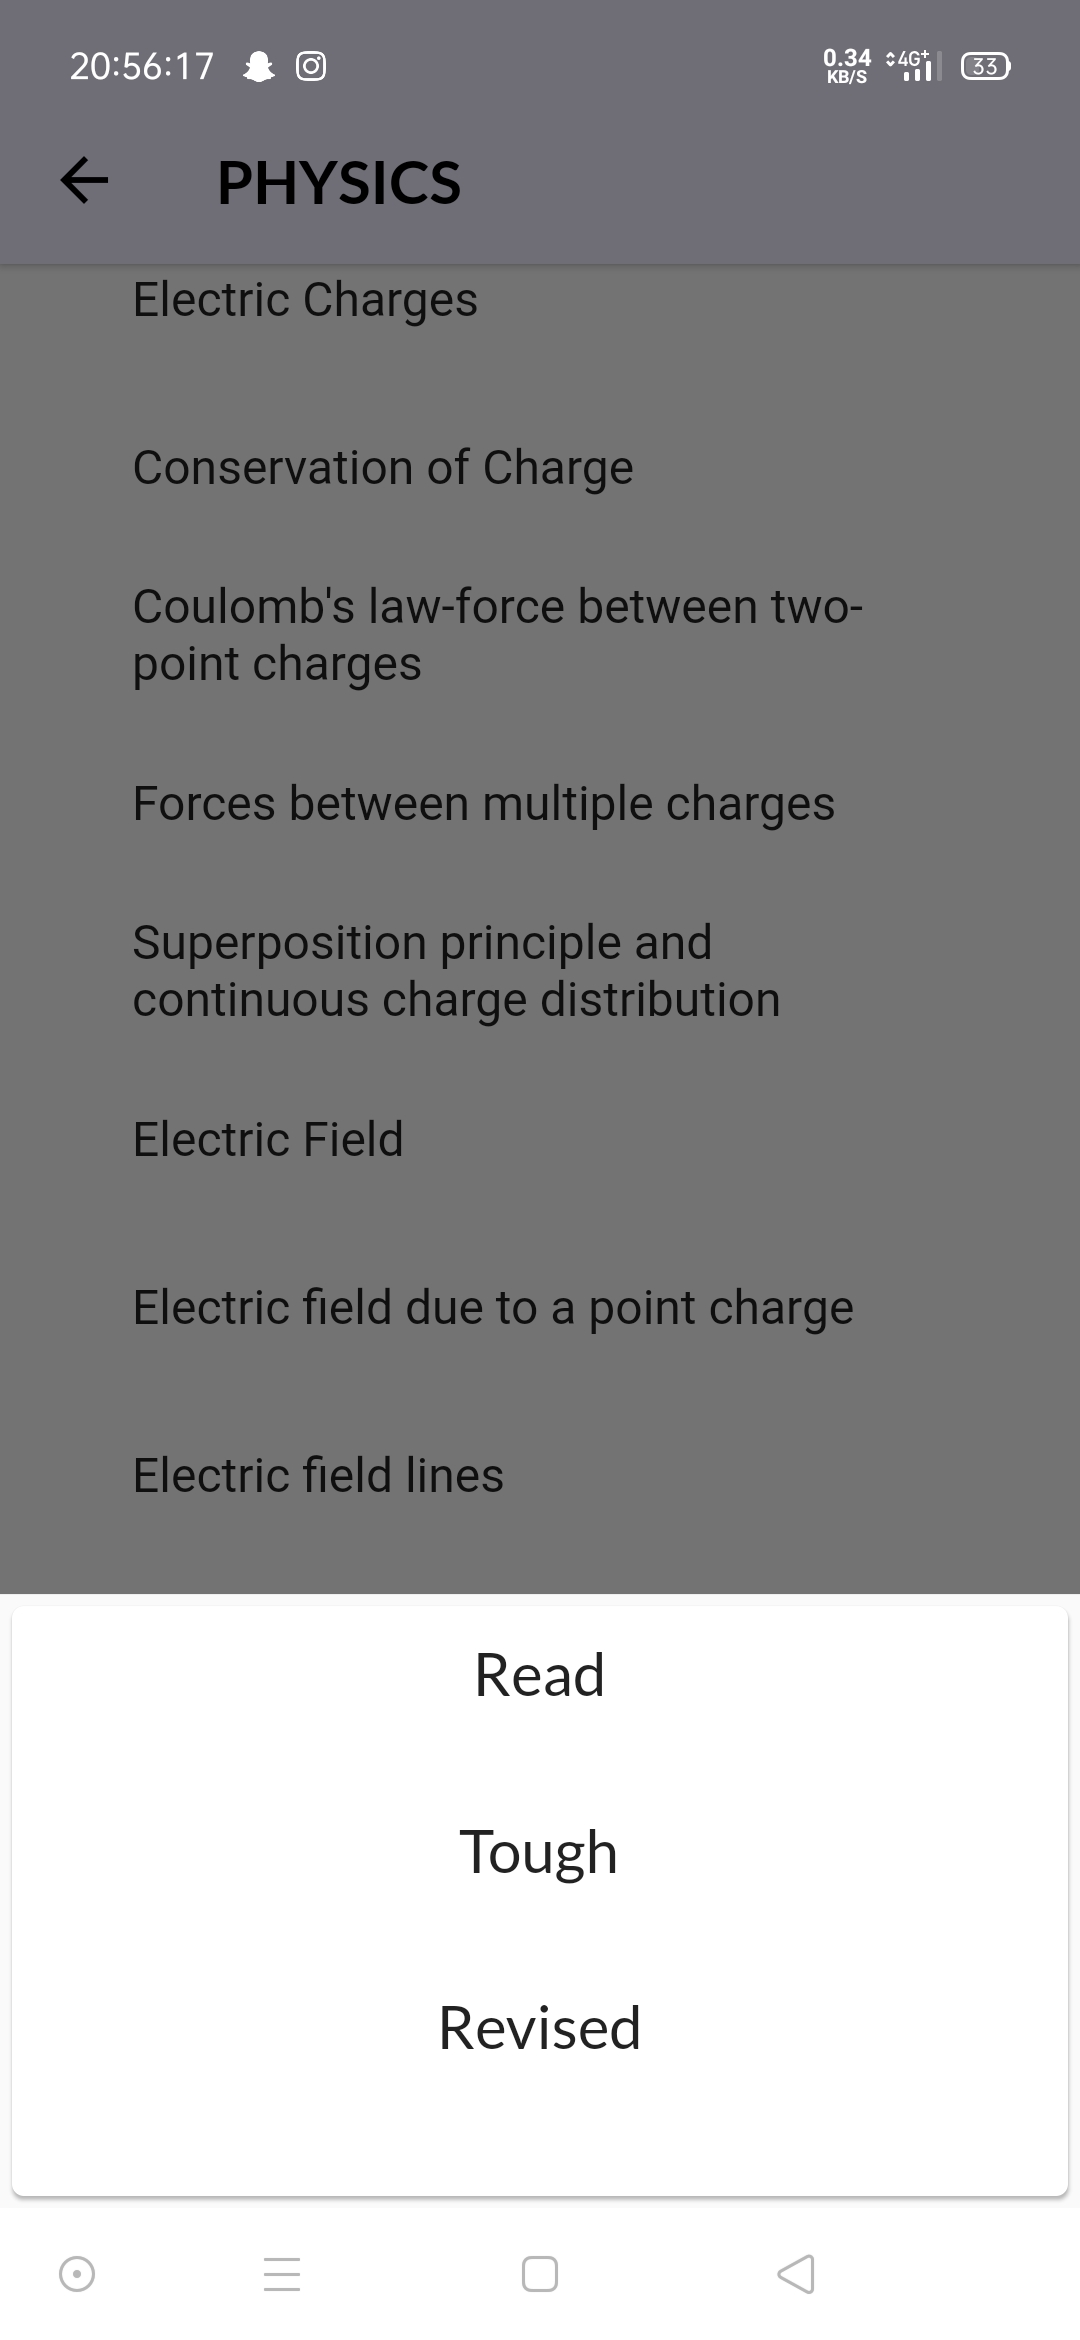 20:56:17
0.34 KB/S 4G+ 33
PHYSICS
Electric Charges
Conservation of Charge
Coulomb's law-force between two-
point charges
Forces between multiple charges
Superposition principle and
continuous charge distribution
Electric Field
Electric field due to a point charge
Electric field lines
Read
Tough
Revised